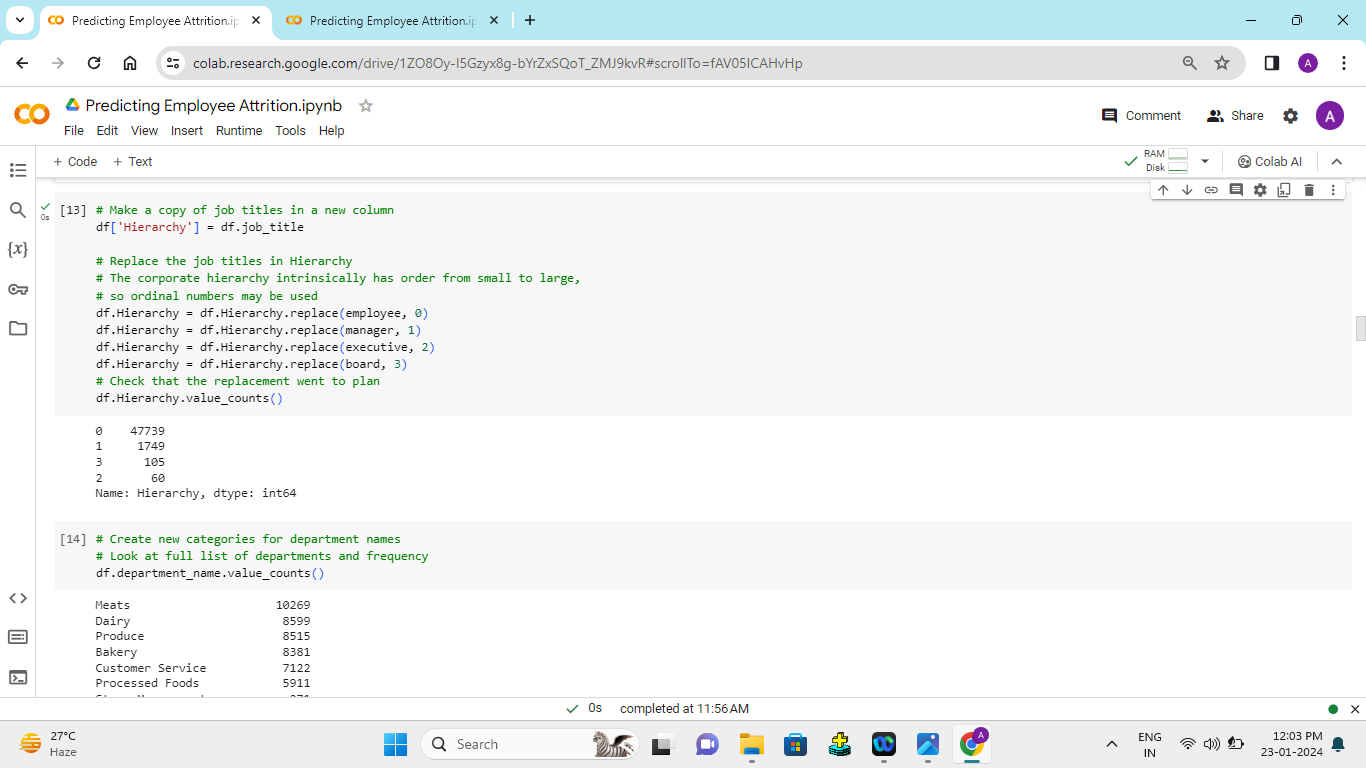 Predicting Employee Attrition.ip
Predicting Employee Attrition.ip
colab.research.google.com/drive/1ZO8Oy-I5Gzyx8g-bYrZxSQoT_ZMJ9kvR#scrollTo=fAV05lCAHvHp
A
Predicting Employee Attrition.ipynb
Comment
Share
A
File Edit View Insert Runtime Tools Help
+ Code + Text
RAM
Disk
Colab AI
{x}
0s
[13] # Make a copy of job titles in a new column
df['Hierarchy'] = df.job_title
# Replace the job titles in Hierarchy
# The corporate hierarchy intrinsically has order from small to large,
# so ordinal numbers may be used
df.Hierarchy = df.Hierarchy.replace(employee, 0)
df.Hierarchy = df.Hierarchy.replace(manager, 1)
df.Hierarchy = df.Hierarchy.replace(executive, 2)
df.Hierarchy = df.Hierarchy.replace(board, 3)
# Check that the replacement went to plan
df.Hierarchy.value_counts()
0 47739
1 1749
3 105
2 60
Name: Hierarchy, dtype: int64
[14] # Create new categories for department names
# Look at full list of departments and frequency
df.department_name.value_counts()
Meats 10269
Dairy 8599
Produce 8515
Bakery 8381
Customer Service 7122
Processed Foods 5911
0s completed at 11:56 AM
27°C
Haze
Search
A
ENG
IN
12:03 PM
23-01-2024